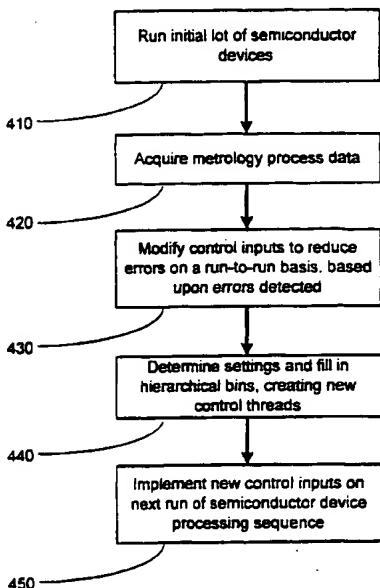 Run initial lot of semiconductor
devices
410
Acquire metrology process data
420
Modify control inputs to reduce
errors on a run-to-run basis, based
upon errors detected
430
Determine settings and fill in
hierarchical bins, creating new
control threads
440
Implement new control inputs on
next run of semiconductor device
processing sequence
450